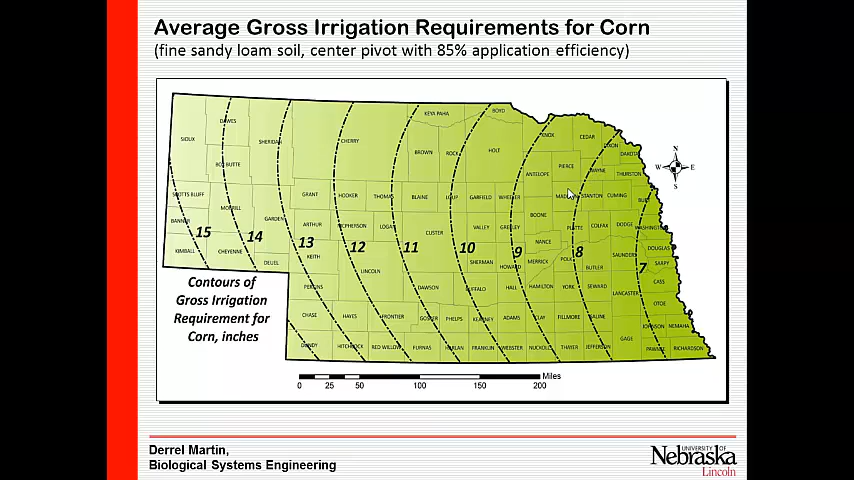 Average Gross Irrigation Requirements for Corn
(fine sandy loam soil, center pivot with 85% application efficiency)
KEYA PAHA
BOYD
DAWES
SIOUX
SHERIDAN
CHERRY
KNOX
CEDAR
DIXON
DAKOTA
BOX BUTTE
BROWN
ROCK
HOLT
ANTELOPE
PIERCE
WAYNE
THURSTON
N
W E
S
SCOTTS BLUFF
GRANT
HOOKER
THOMAS
BLAINE
LOUP
GARFIELD
WHEELER
STANTON
CUMING
MORRILL
GARDEN
BANNER
ARTHUR
LOGAN
CUSTER
VALLEY
GREELEY
BOONE
PLATTE
COLFAX
DODGE
WASHINGTON
15
14
13
12
11
10
9
8
7
KIMBALL
CHEYENNE
DEUEL
KEITH
LINCOLN
SHERMAN
HOWARD
NANCE
MERRICK
POLK
BUTLER
SAUNDERS
DOUGLAS
SARPY
CASS
PERKINS
DAWSON
BUFFALO
HALL
HAMILTON
YORK
SEWARD
LANCASTER
OTOE
CHASE
HAYES
FRONTIER
GOSPER
PHELPS
KEARNEY
ADAMS
CLAY
FILLMORE
SALINE
GAGE
JOHNSON
NEMAHA
DUNDY
HITCHCOCK
RED WILLOW
FURNAS
HARLAN
FRANKLIN
WEBSTER
NUCKOLLS
THAYER
JEFFERSON
PAWNEE
RICHARDSON
Contours of
Gross Irrigation
Requirement for
Corn, inches
Miles
0 25 50 100 150 200
Derrel Martin,
Biological Systems Engineering
UNIVERSITY OF
Nebraska
Lincoln